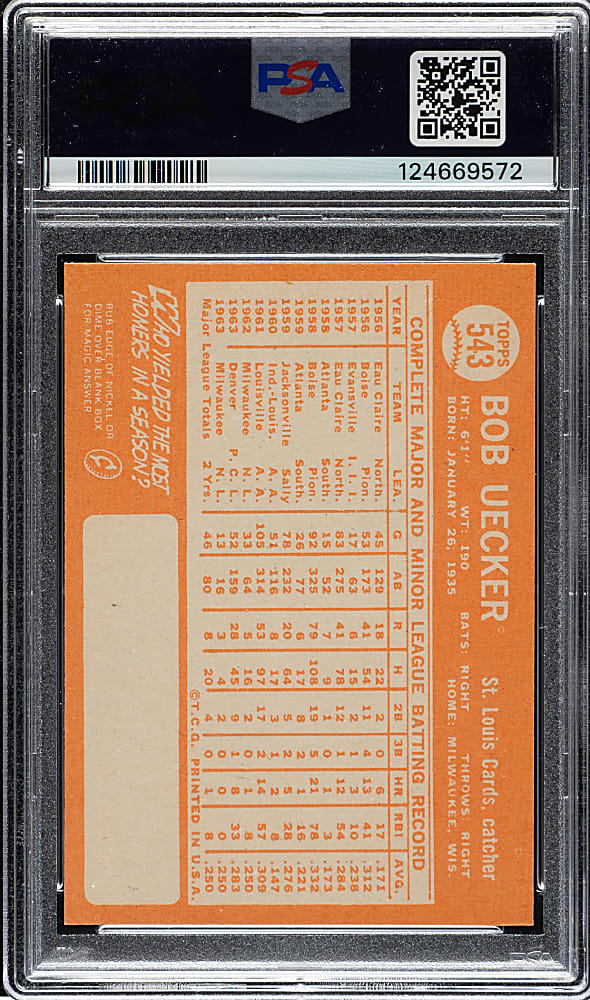 PSA
124669572
TOPPS
543
BOB UECKER
St. Louis Cards, catcher
HT: 6'1" WT: 190 BATS: RIGHT THROWS: RIGHT
BORN: JANUARY 26, 1935 HOME: MILWAUKEE, WIS.
COMPLETE MAJOR AND MINOR LEAGUE BATTING RECORD
YEAR TEAM LEA. G AB R H 2B 3B HR RBI AVG.
1956 Eau Claire North. 45 129 18 22 2 0 6 17 .171
1956 Boise Pion. 53 173 41 54 11 2 13 41 .312
1957 Evansville I. I. I. 17 63 6 15 2 1 4 10 .238
1957 Eau Claire North. 83 275 41 78 12 1 12 54 .284
1958 Atlanta South. 15 52 7 9 1 0 1 3 .173
1958 Boise Pion. 92 325 79 108 19 5 21 78 .332
1959 Atlanta South. 26 77 6 17 2 1 16 .221
1959 Jacksonville Sally 78 232 20 64 5 2 28 .276
1960 Ind.-Louis. A. A. 51 116 8 17 3 1 2 8 .147
1961 Louisville A. A. 105 314 53 97 17 2 14 57 .309
1962 Milwaukee N. L. 33 64 5 16 2 0 1 8 .250
1963 Denver P. C. L. 52 159 28 45 9 1 8 33 .283
1963 Milwaukee N. L. 13 16 3 4 2 0 0 0 .250
Major League Totals 2 Yrs. 46 80 8 20 4 0 1 8 .250
©T.C.G. PRINTED IN U.S.A.
Who YIELDED THE MOST
HOMERS IN A SEASON?
RUB EDGE OF NICKEL OR
DIME OVER BLANK BOX
FOR MAGIC ANSWER